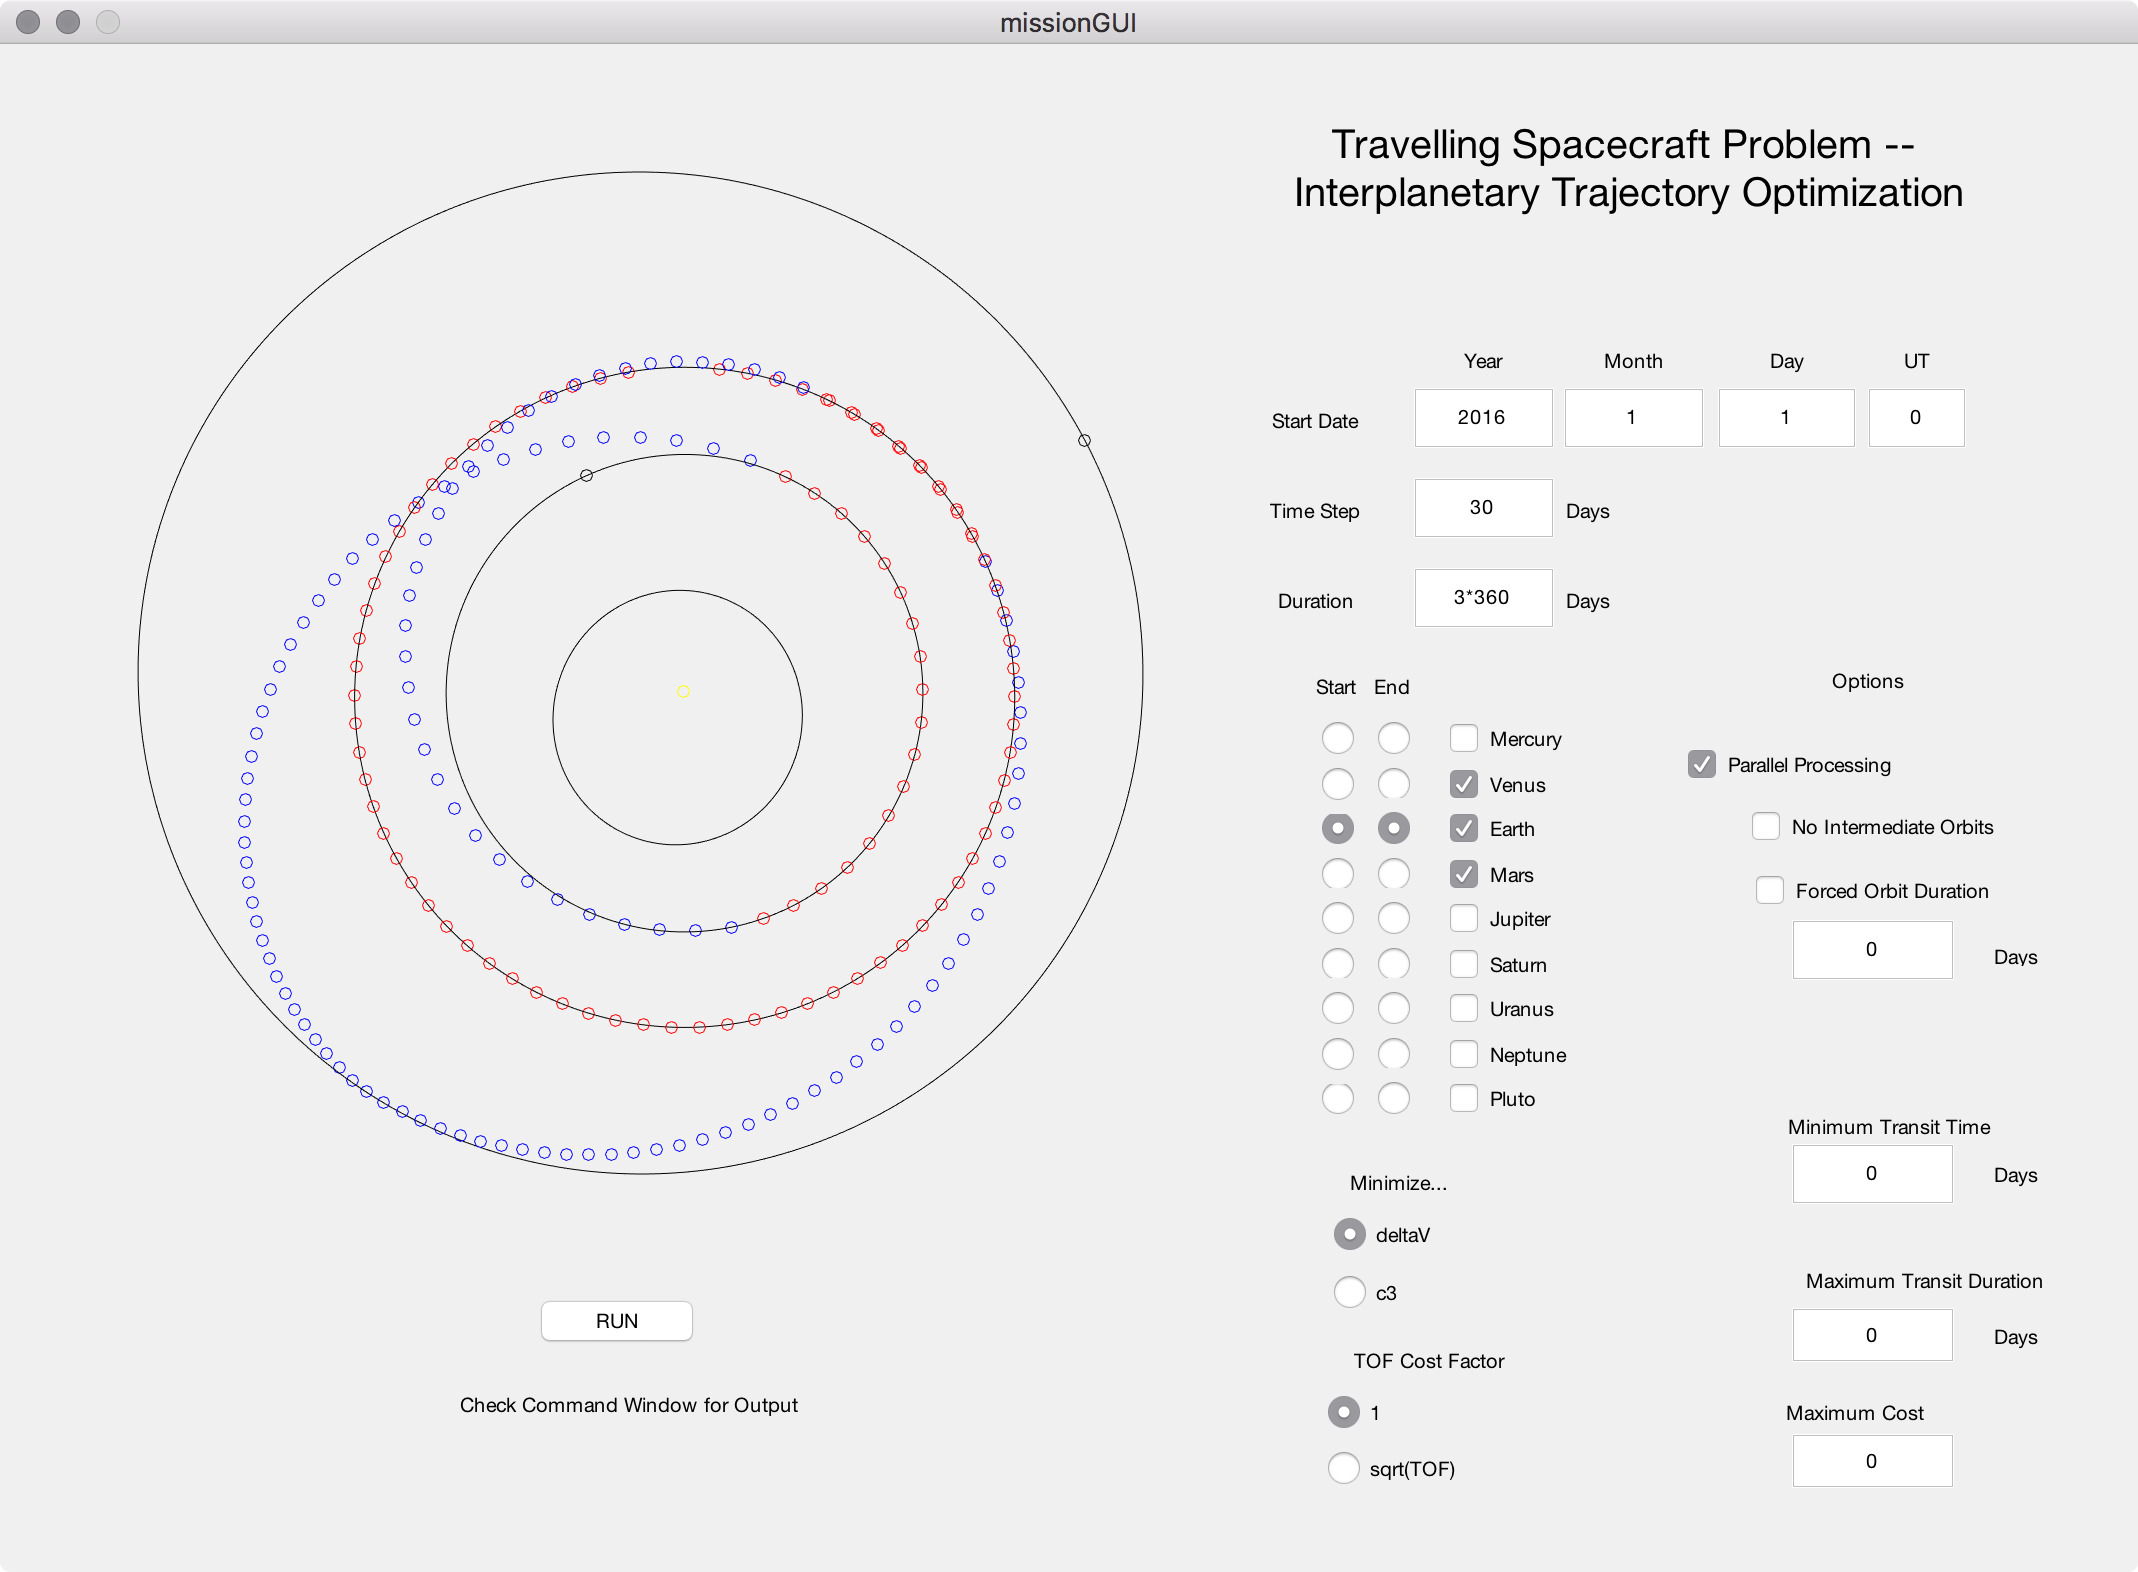 missionGUI
Travelling Spacecraft Problem --
Interplanetary Trajectory Optimization
Year Month Day UT
Start Date 2016 1 1 0
Time Step 30 Days
Duration 3*360 Days
Start End
Options
Mercury
Parallel Processing
Venus
Earth
No Intermediate Orbits
Mars
Forced Orbit Duration
Jupiter
0 Days
Saturn
Uranus
Neptune
Pluto
Minimum Transit Time
0 Days
Minimize...
deltaV
c3
Maximum Transit Duration
0 Days
RUN
TOF Cost Factor
1
sqrt(TOF)
Maximum Cost
0
Check Command Window for Output